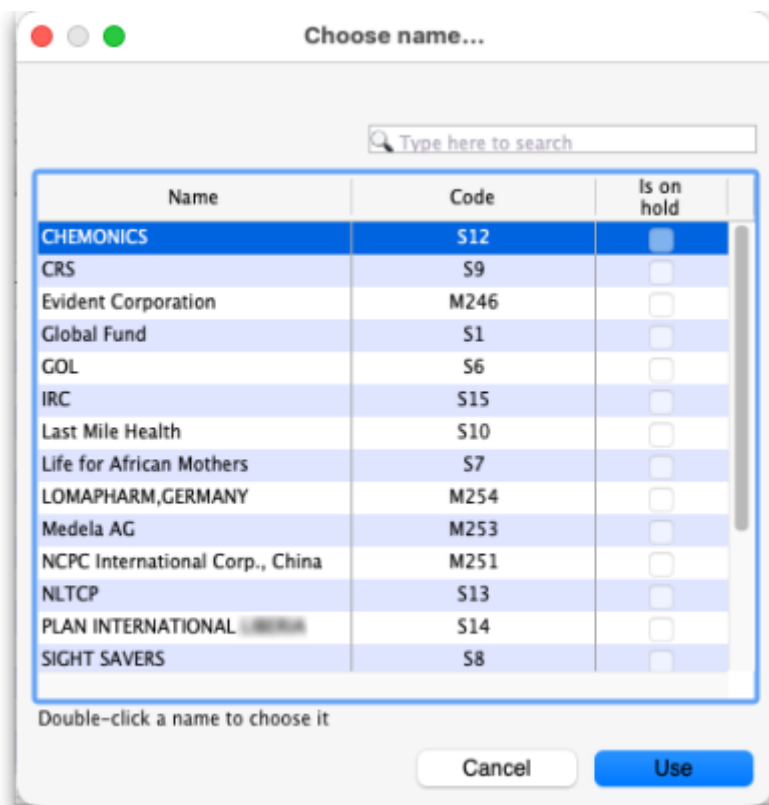 Choose name...
Type here to search
Name Code Is on hold
CHEMONICS S12
CRS S9
Evident Corporation M246
Global Fund S1
GOL S6
IRC S15
Last Mile Health S10
Life for African Mothers S7
LOMAPHARM,GERMANY M254
Medela AG M253
NCPC International Corp., China M251
NLTCP S13
PLAN INTERNATIONAL S14
SIGHT SAVERS S8
Double-click a name to choose it
Cancel Use